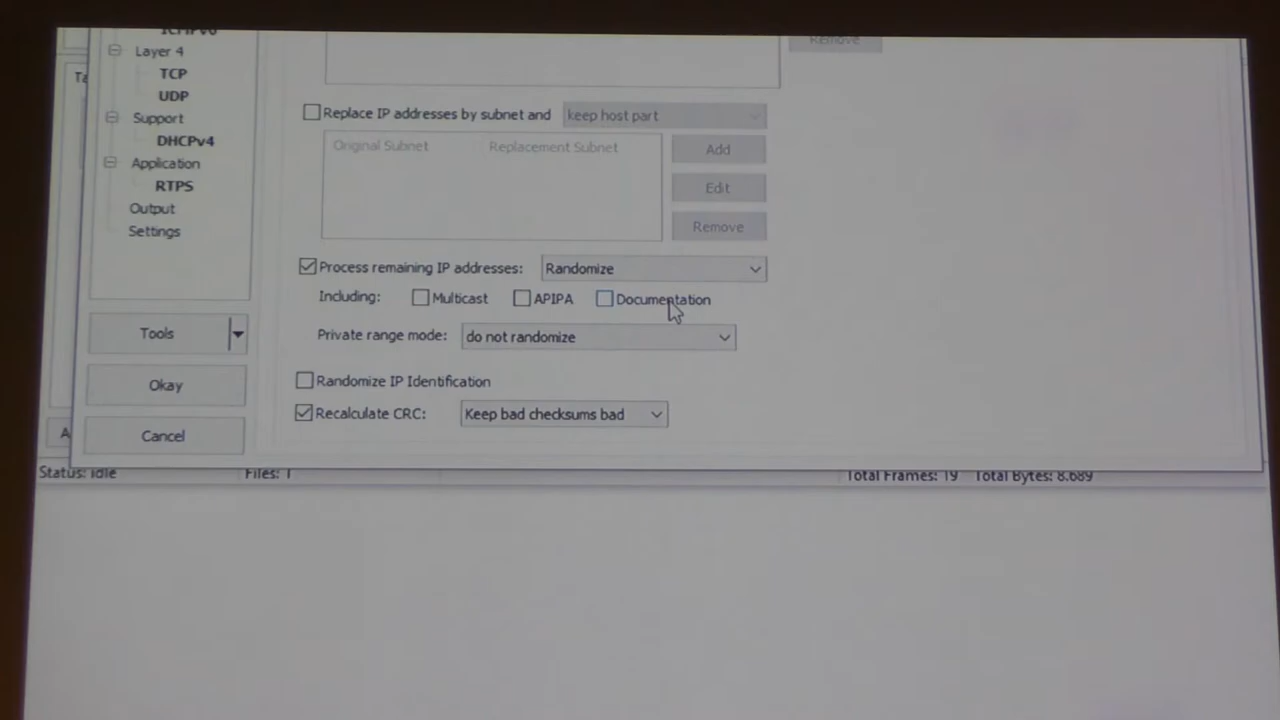 ICMPv6
Remove
Layer 4
TCP
UDP
Support
DHCPv4
Application
RTPS
Output
Settings
Tools
Okay
Cancel
Replace IP addresses by subnet and keep host part
Original Subnet Replacement Subnet
Add
Edit
Remove
Process remaining IP addresses: Randomize
Including: Multicast APIPA Documentation
Private range mode: do not randomize
Randomize IP Identification
Recalculate CRC: Keep bad checksums bad
Status: Idle Files: 1 Total Frames: 19 Total Bytes: 8.689